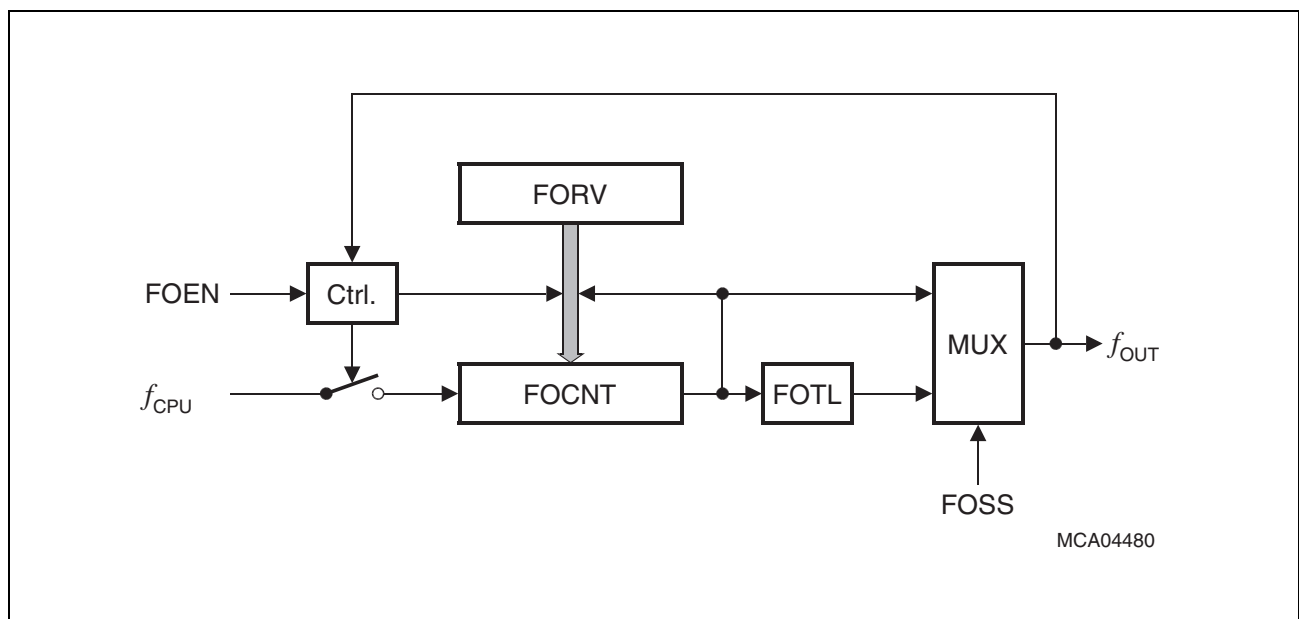 FORV
FOEN
Ctrl.
MUX
fOUT
fCPU
FOCNT
FOTL
FOSS
MCA04480